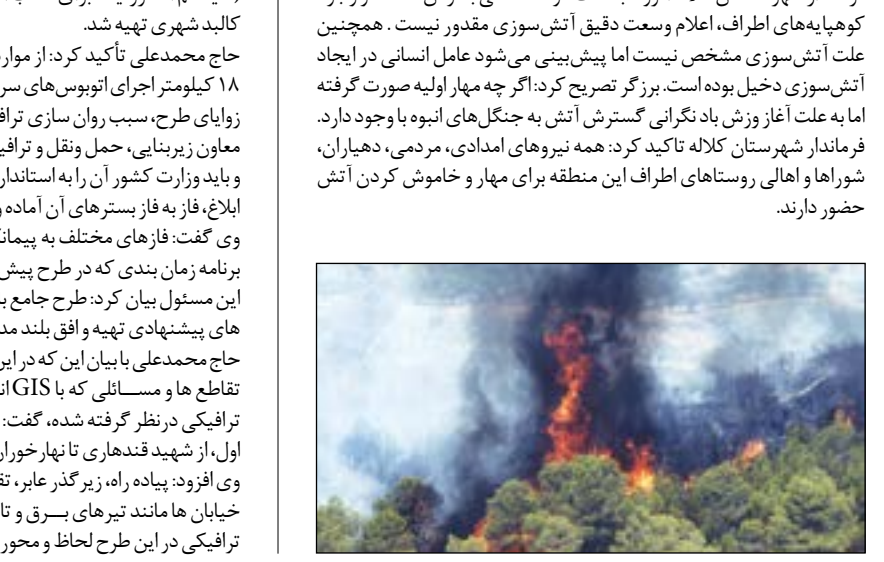 کوهپایه‌های اطراف، اعلام وسعت دقیق آتش‌سوزی مقدور نیست . همچنین
علت آتش‌سوزی مشخص نیست اما پیش‌بینی می‌شود عامل انسانی در ایجاد
آتش‌سوزی دخیل بوده است. برزگر تصریح کرد: اگر چه مهار اولیه صورت گرفته
اما به علت آغاز وزش باد نگرانی گسترش آتش به جنگل‌های انبوه با وجود دارد.
فرماندار شهرستان کلاله تاکید کرد: همه نیروهای امدادی، مردمی، دهیاران،
شوراها و اهالی روستاهای اطراف این منطقه برای مهار و خاموش کردن آتش
حضور دارند.
کالبد شهری تهیه شد.
حاج محمدعلی تأکید کرد: از موار
۱۸ کیلومتر اجرای اتوبوس‌های سر
زوایای طرح، سبب روان سازی تراف
معاون زیربنایی، حمل ونقل و ترافی
و باید وزارت کشور آن را به استاندار
ابلاغ، فاز به فاز بسترهای آن آماده و
وی گفت: فازهای مختلف به پیمانک
برنامه زمان بندی که در طرح پیش
این مسئول بیان کرد: طرح جامع ب
های پیشنهادی تهیه و افق بلند مد
حاج محمدعلی با بیان این که در این
تقاطع ها و مســائلی که با GIS ان
ترافیکی درنظر گرفته شده، گفت:
اول، از شهید قندهاری تا نهارخوران
وی افزود: پیاده راه، زیر گذر عابر، تق
خیابان ها مانند تیرهای بــرق و تا
ترافیکی در این طرح لحاظ و محور